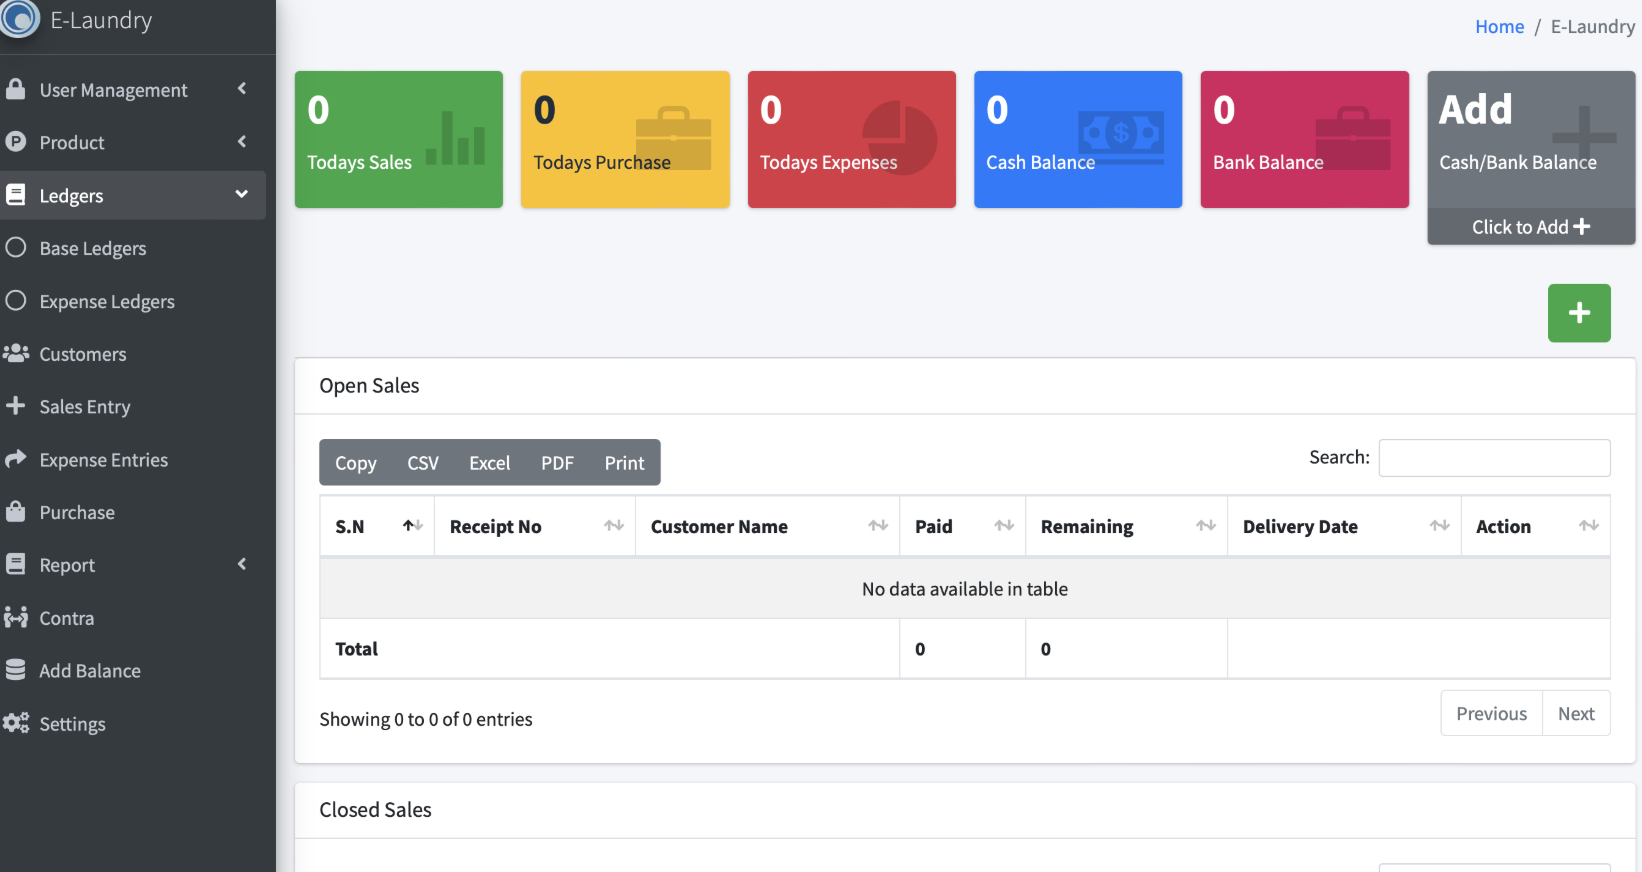 E-Laundry
User Management
Product
Ledgers
Base Ledgers
Expense Ledgers
Customers
Sales Entry
Expense Entries
Purchase
Report
Contra
Add Balance
Settings
Home / E-Laundry
0
Todays Sales
0
Todays Purchase
0
Todays Expenses
0
Cash Balance
0
Bank Balance
Add
Cash/Bank Balance
Click to Add
Open Sales
Copy CSV Excel PDF Print
Search:
S.N Receipt No Customer Name Paid Remaining Delivery Date Action
No data available in table
Total 0 0
Showing 0 to 0 of 0 entries
Previous Next
Closed Sales